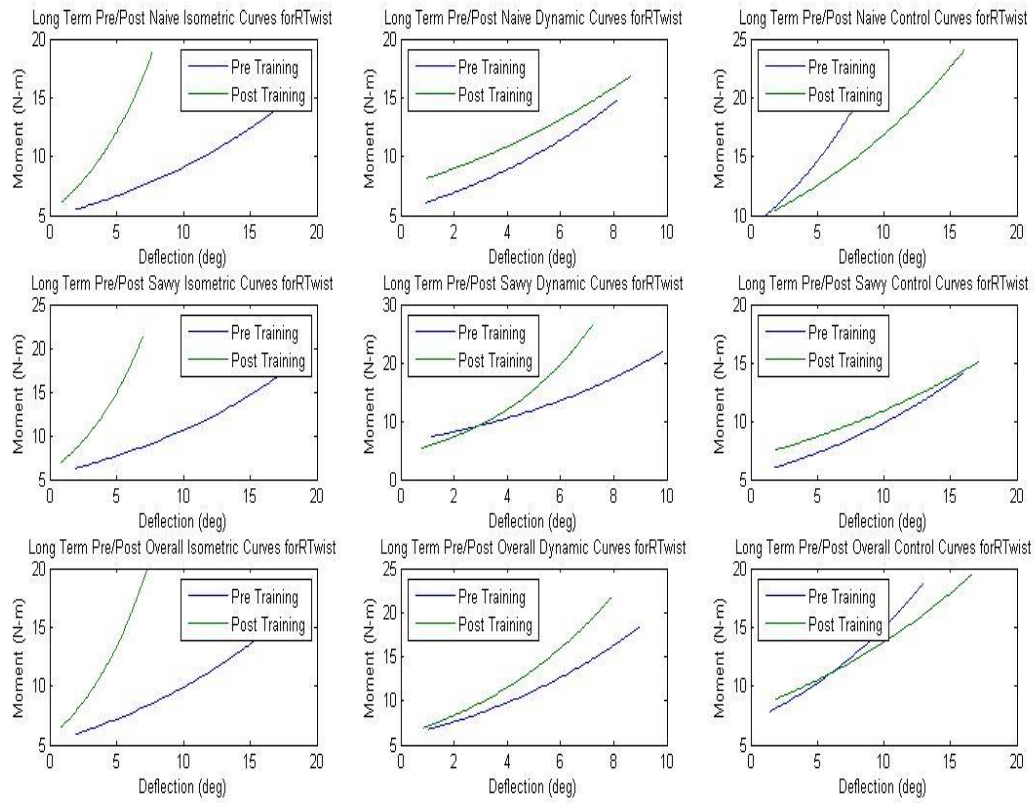 Long Term Pre/Post Naive Isometric Curves forRTwist
20
15
10
5
Moment (N-m)
Pre Training
Post Training
0 5 10 15 20
Deflection (deg)
Long Term Pre/Post Naive Dynamic Curves forRTwist
20
15
10
5
Moment (N-m)
Pre Training
Post Training
0 2 4 6 8 10
Deflection (deg)
Long Term Pre/Post Naive Control Curves forRTwist
25
20
15
10
Moment (N-m)
Pre Training
Post Training
0 5 10 15 20
Deflection (deg)
Long Term Pre/Post Savvy Isometric Curves forRTwist
25
20
15
10
5
Moment (N-m)
Pre Training
Post Training
0 5 10 15 20
Deflection (deg)
Long Term Pre/Post Savvy Dynamic Curves forRTwist
30
20
10
0
Moment (N-m)
Pre Training
Post Training
0 2 4 6 8 10
Deflection (deg)
Long Term Pre/Post Savvy Control Curves forRTwist
20
15
10
5
Moment (N-m)
Pre Training
Post Training
0 5 10 15 20
Deflection (deg)
Long Term Pre/Post Overall Isometric Curves forRTwist
20
15
10
5
Moment (N-m)
Pre Training
Post Training
0 5 10 15 20
Deflection (deg)
Long Term Pre/Post Overall Dynamic Curves forRTwist
25
20
15
10
5
Moment (N-m)
Pre Training
Post Training
0 2 4 6 8 10
Deflection (deg)
Long Term Pre/Post Overall Control Curves forRTwist
20
15
10
5
Moment (N-m)
Pre Training
Post Training
0 5 10 15 20
Deflection (deg)